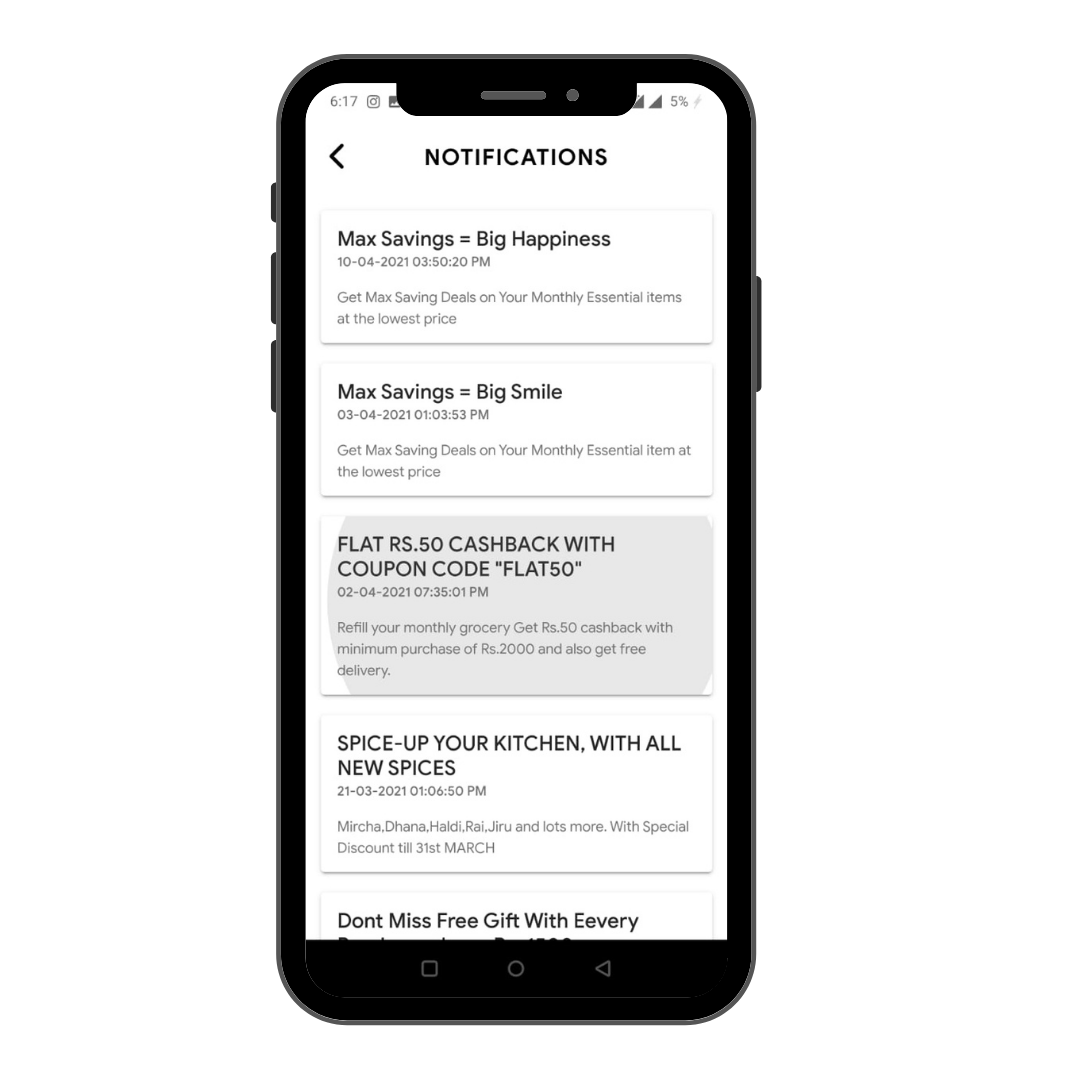 6:17 5%
NOTIFICATIONS
Max Savings = Big Happiness
10-04-2021 03:50:20 PM
Get Max Saving Deals on Your Monthly Essential items
at the lowest price
Max Savings = Big Smile
03-04-2021 01:03:53 PM
Get Max Saving Deals on Your Monthly Essential item at
the lowest price
FLAT RS.50 CASHBACK WITH
COUPON CODE "FLAT50"
02-04-2021 07:35:01 PM
Refill your monthly grocery Get Rs.50 cashback with
minimum purchase of Rs.2000 and also get free
delivery.
SPICE-UP YOUR KITCHEN, WITH ALL
NEW SPICES
21-03-2021 01:06:50 PM
Mircha,Dhana,Haldi,Rai,Jiru and lots more. With Special
Discount till 31st MARCH
Dont Miss Free Gift With Eevery